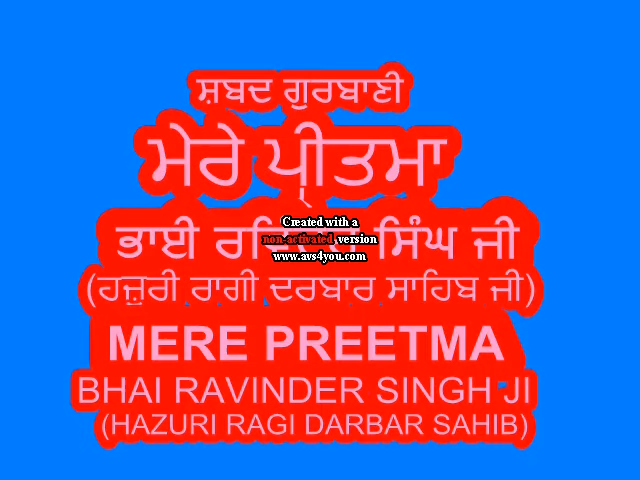 ਸ਼ਬਦ ਗੁਰਬਾਣੀ
ਮੇਰੇ ਪ੍ਰੀਤਮਾ
Created with a
non-activated version
www.avs4you.com
ਭਾਈ ਸਿੰਘ ਜੀ
(ਹਜ਼ੂਰੀ ਰਾਗੀ ਦਰਬਾਰ ਸਾਹਿਬ ਜੀ)
MERE PREETMA
BHAI RAVINDER SINGH JI
(HAZURI RAGI DARBAR SAHIB)